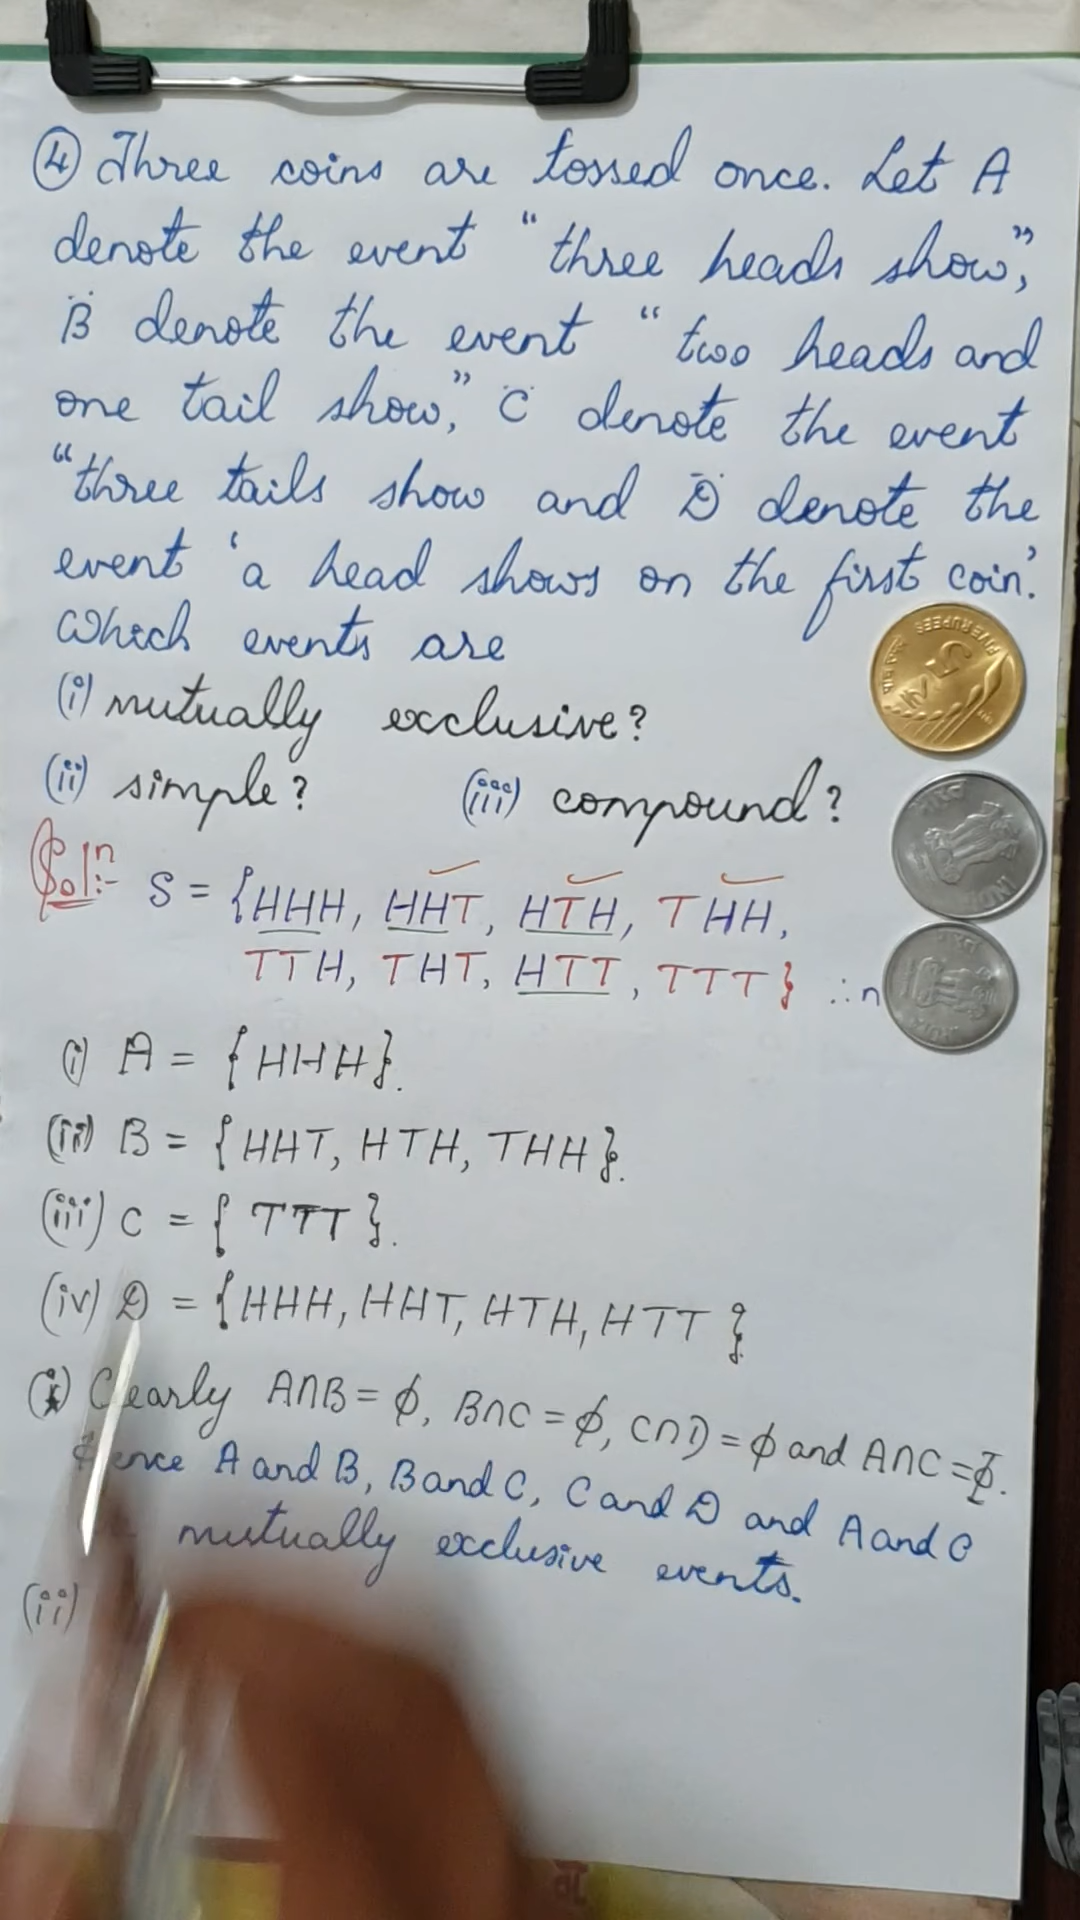 ④ Three coins are tossed once. Let A
denote the event "three heads show",
B denote the event "two heads and
one tail show," C denote the event
"three tails show and D denote the
event 'a head shows on the first coin.'
Which events are
(i) mutually exclusive?
(ii) simple? (iii) compound?
Solⁿ:- S = {HHH, HHT, HTH, THH,
TTH, THT, HTT, TTT} ∴ n
(i) A = {HHH}.
(ii) B = {HHT, HTH, THH}.
(iii) C = {TTT}.
(iv) D = {HHH, HHT, HTH, HTT}
(i) Clearly A∩B = ϕ, B∩C = ϕ, C∩D = ϕ and A∩C = ϕ.
Hence A and B, B and C, C and D and A and C
mutually exclusive events.
(ii)
FIVE RUPEES